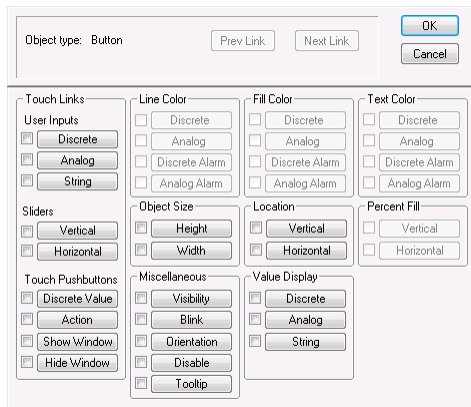 Object type: Button
Prev Link
Next Link
OK
Cancel
Touch Links
User Inputs
Discrete
Analog
String
Sliders
Vertical
Horizontal
Touch Pushbuttons
Discrete Value
Action
Show Window
Hide Window
Line Color
Discrete
Analog
Discrete Alarm
Analog Alarm
Object Size
Height
Width
Miscellaneous
Visibility
Blink
Orientation
Disable
Tooltip
Fill Color
Discrete
Analog
Discrete Alarm
Analog Alarm
Location
Vertical
Horizontal
Value Display
Discrete
Analog
String
Text Color
Discrete
Analog
Discrete Alarm
Analog Alarm
Percent Fill
Vertical
Horizontal